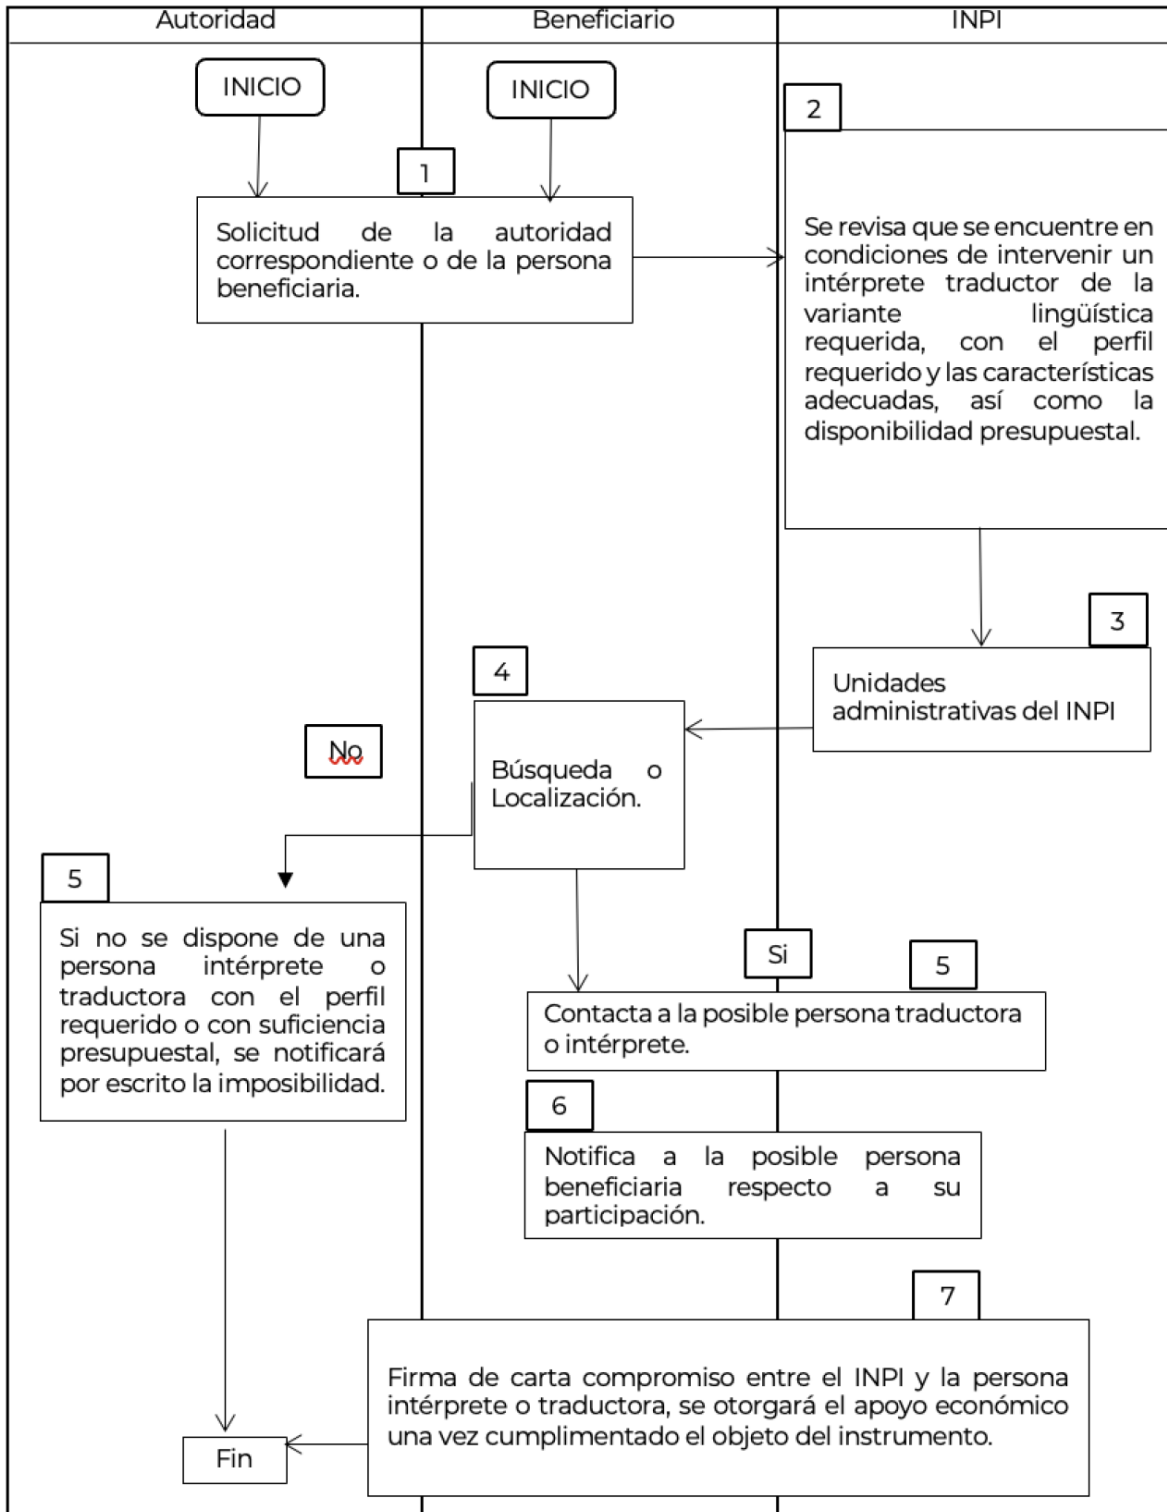 Autoridad
Beneficiario
INPI
INICIO
INICIO
1
Solicitud de la autoridad
correspondiente o de la persona
beneficiaria.
2
Se revisa que se encuentre en
condiciones de intervenir un
intérprete traductor de la
variante lingüística
requerida, con el perfil
requerido y las características
adecuadas, así como la
disponibilidad presupuestal.
3
Unidades
administrativas del INPI
4
Búsqueda o
Localización.
No
5
Si no se dispone de una
persona intérprete o
traductora con el perfil
requerido o con suficiencia
presupuestal, se notificará
por escrito la imposibilidad.
Si
5
Contacta a la posible persona traductora
o intérprete.
6
Notifica a la posible persona
beneficiaria respecto a su
participación.
7
Firma de carta compromiso entre el INPI y la persona
intérprete o traductora, se otorgará el apoyo económico
una vez cumplimentado el objeto del instrumento.
Fin